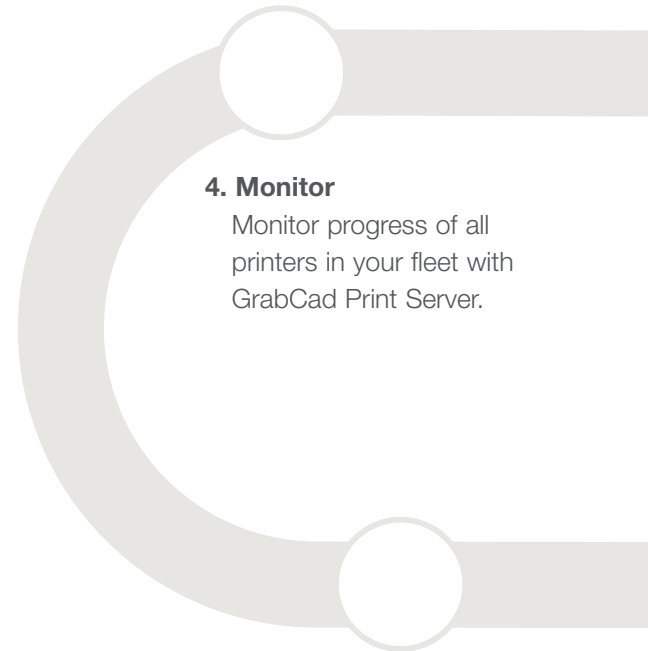 4. Monitor
Monitor progress of all
printers in your fleet with
GrabCad Print Server.